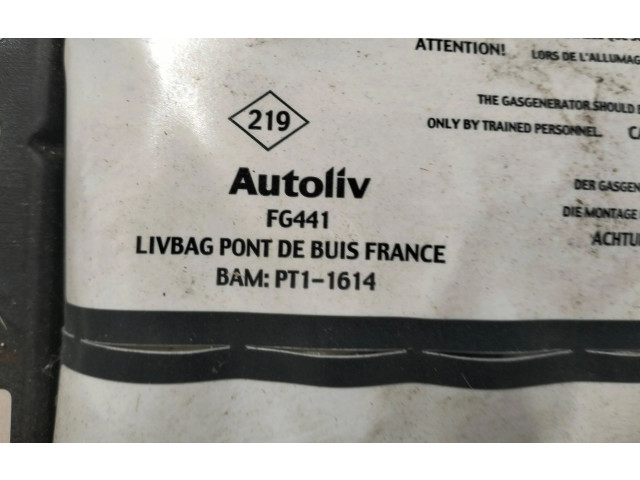 ATTENTION!
LORS DE L'ALLUMAG
THE GASGENERATOR SHOULD B
ONLY BY TRAINED PERSONNEL. CA
219
Autoliv
DER GASGEN
FG441
DIE MONTAGE
LIVBAG PONT DE BUIS FRANCE
ACHTU
BAM: PT1-1614